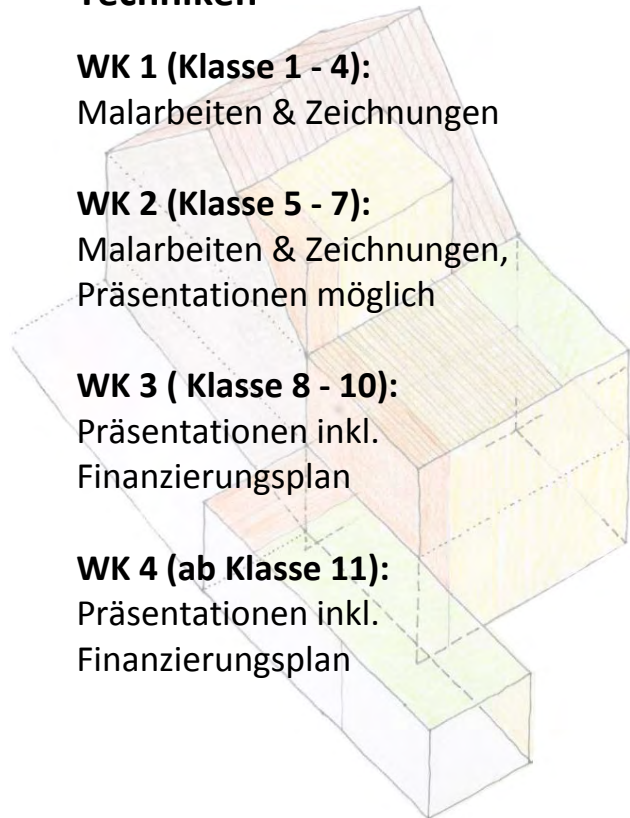 Techniken
WK 1 (Klasse 1 - 4):
Malarbeiten & Zeichnungen
WK 2 (Klasse 5 - 7):
Malarbeiten & Zeichnungen,
Präsentationen möglich
WK 3 ( Klasse 8 - 10):
Präsentationen inkl.
Finanzierungsplan
WK 4 (ab Klasse 11):
Präsentationen inkl.
Finanzierungsplan